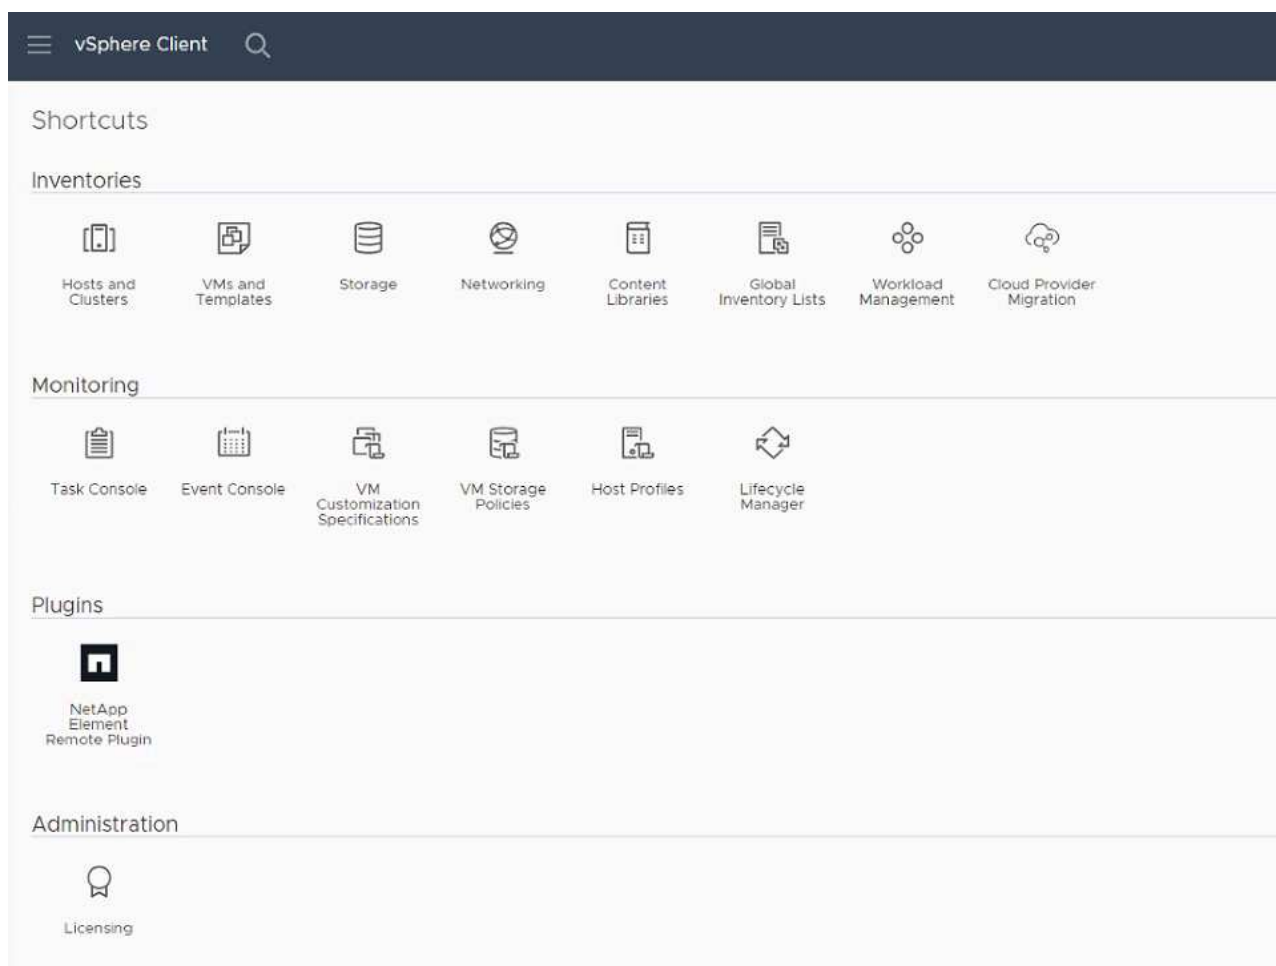 vSphere Client
Shortcuts
Inventories
Hosts and
Clusters
VMs and
Templates
Storage
Networking
Content
Libraries
Global
Inventory Lists
Workload
Management
Cloud Provider
Migration
Monitoring
Task Console
Event Console
VM
Customization
Specifications
VM Storage
Policies
Host Profiles
Lifecycle
Manager
Plugins
NetApp
Element
Remote Plugin
Administration
Licensing